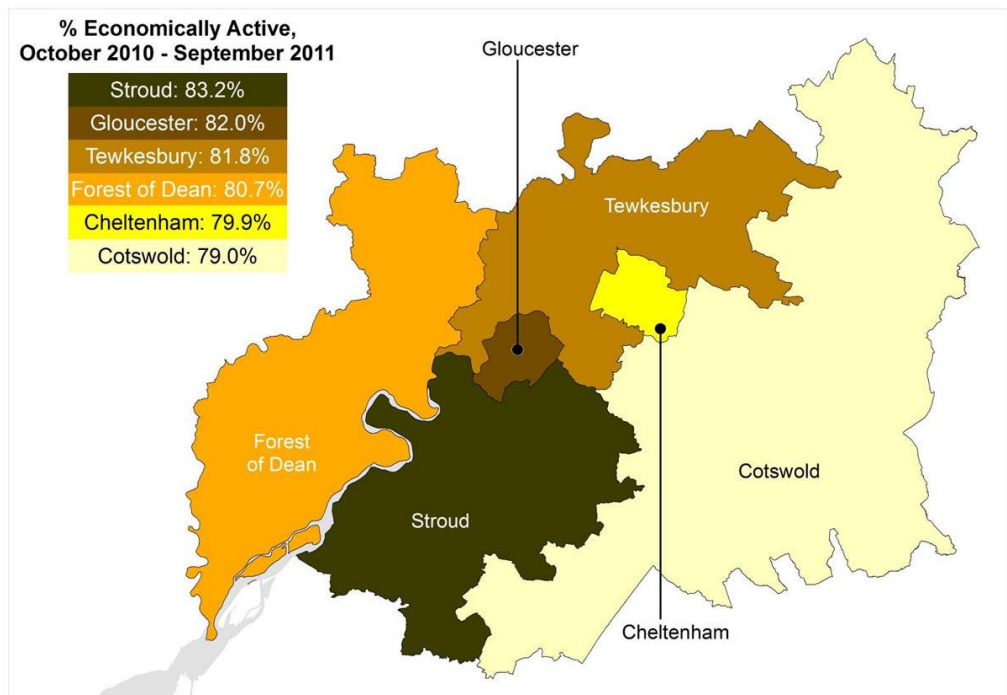 % Economically Active,
October 2010 - September 2011
Stroud: 83.2%
Gloucester: 82.0%
Tewkesbury: 81.8%
Forest of Dean: 80.7%
Cheltenham: 79.9%
Cotswold: 79.0%
Gloucester
Tewkesbury
Forest
of Dean
Cotswold
Stroud
Cheltenham